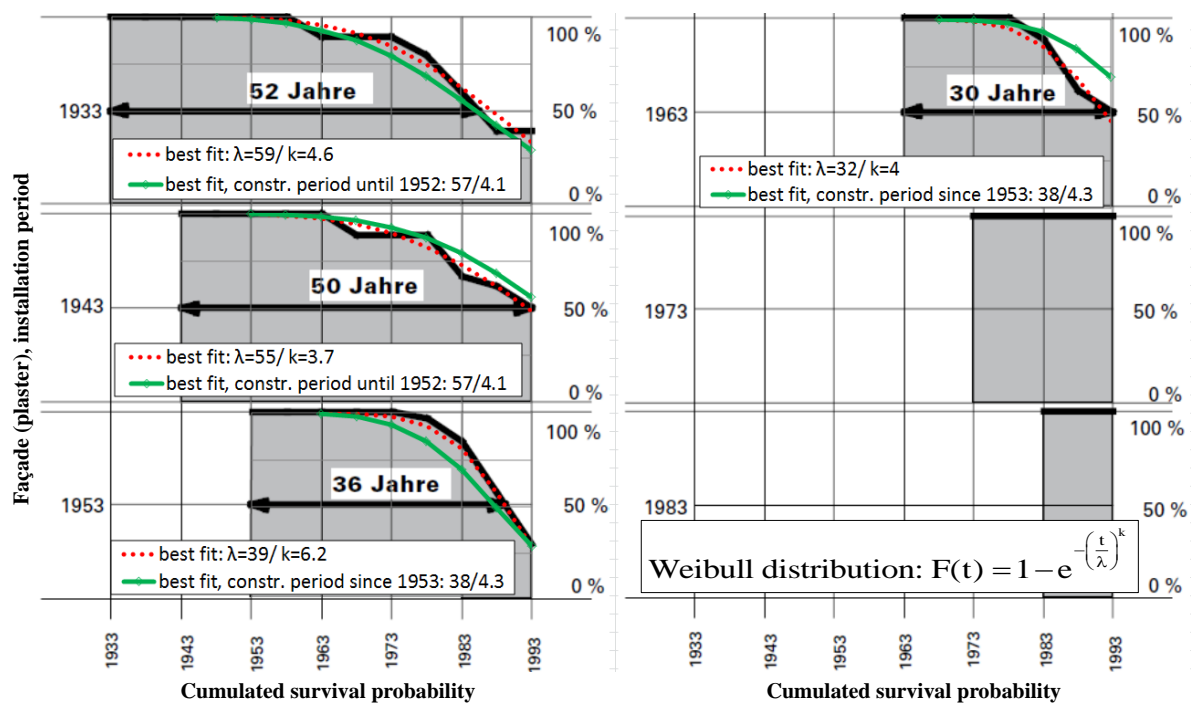 Façade (plaster), installation period
100 %
52 Jahre
1933
50 %
best fit: λ=59/ k=4.6
best fit, constr. period until 1952: 57/4.1
0 %
100 %
50 Jahre
1943
50 %
best fit: λ=55/ k=3.7
best fit, constr. period until 1952: 57/4.1
0 %
100 %
36 Jahre
1953
50 %
best fit: λ=39/ k=6.2
best fit, constr. period since 1953: 38/4.3
0 %
1933 1943 1953 1963 1973 1983 1993
Cumulated survival probability
100 %
30 Jahre
1963
50 %
best fit: λ=32/ k=4
best fit, constr. period since 1953: 38/4.3
0 %
100 %
1973
50 %
0 %
100 %
1983
50 %
Weibull distribution: F(t) = 1 − e^{−(t/λ)^k}
0 %
1933 1943 1953 1963 1973 1983 1993
Cumulated survival probability